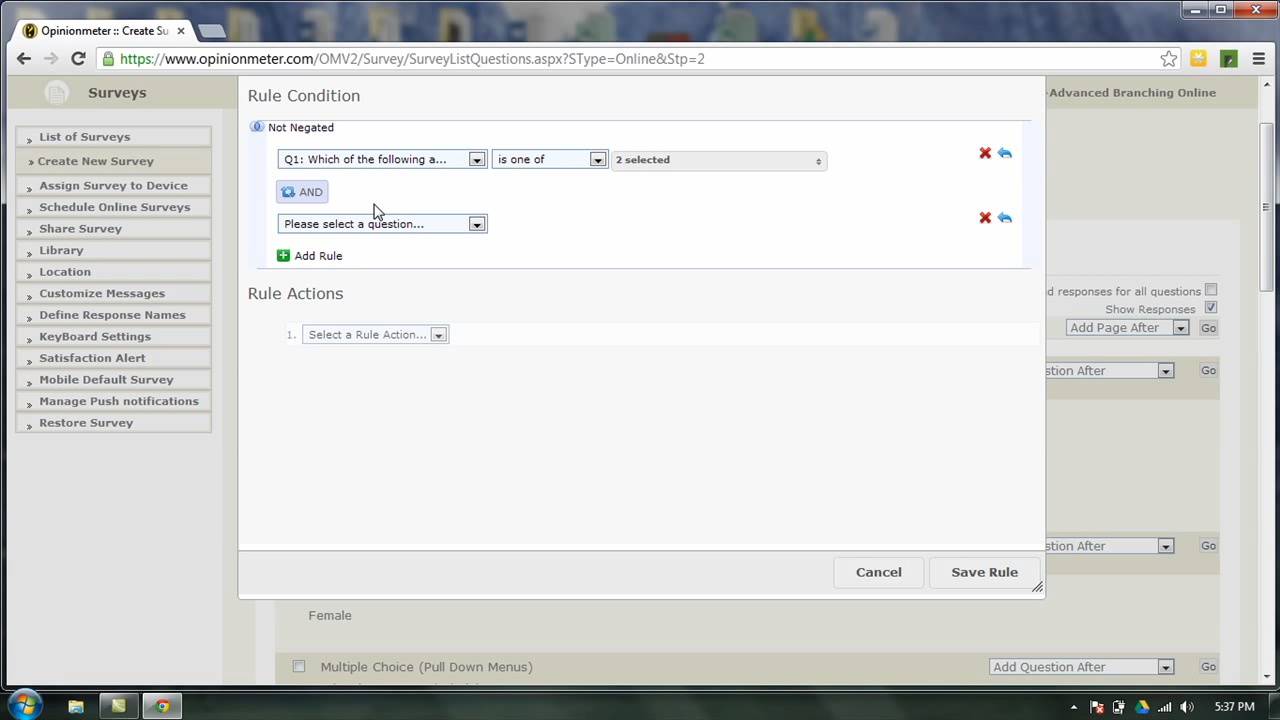 Opinionmeter :: Create Su
https://www.opinionmeter.com/OMV2/Survey/SurveyListQuestions.aspx?SType=Online&Stp=2
Surveys
-Advanced Branching Online
List of Surveys
Create New Survey
Assign Survey to Device
Schedule Online Surveys
Share Survey
Library
Location
Customize Messages
Define Response Names
KeyBoard Settings
Satisfaction Alert
Mobile Default Survey
Manage Push notifications
Restore Survey
Rule Condition
Not Negated
Q1: Which of the following a... is one of 2 selected
AND
Please select a question...
Add Rule
Rule Actions
1. Select a Rule Action...
Cancel Save Rule
d responses for all questions
Show Responses
Add Page After Go
stion After Go
stion After Go
Female
Multiple Choice (Pull Down Menus) Add Question After Go
5:37 PM